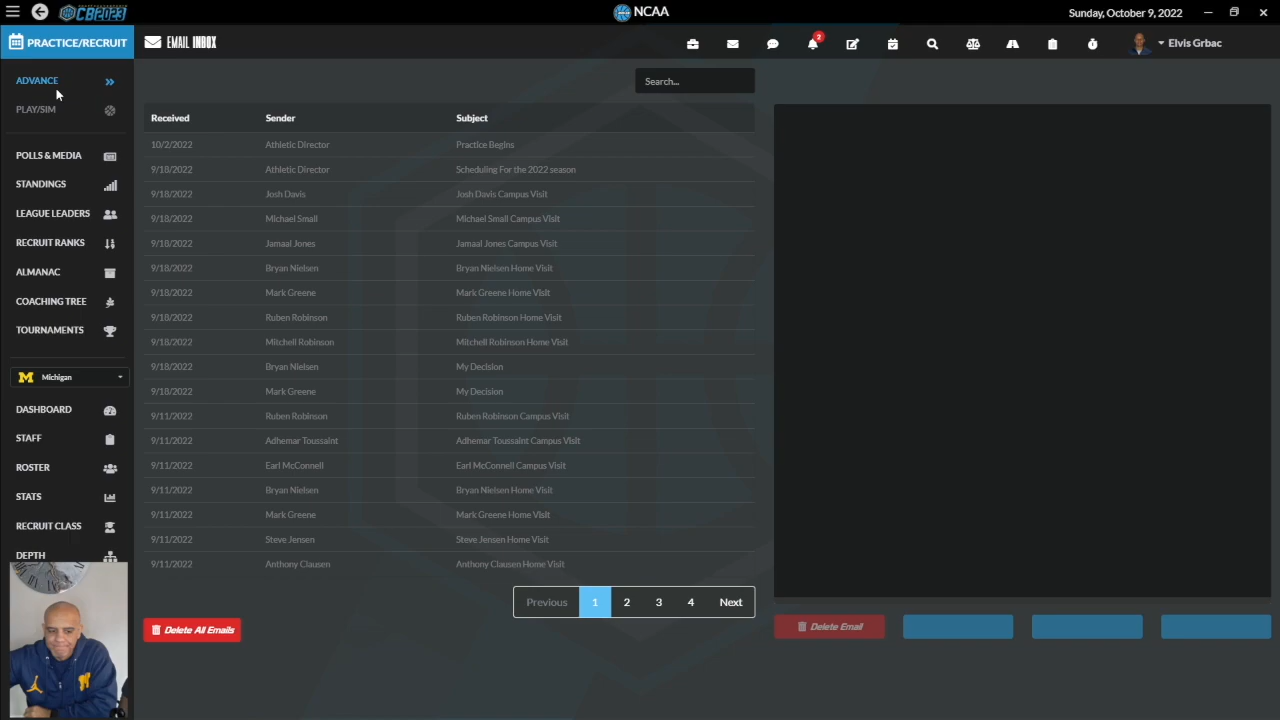 CB2023
NCAA
Sunday, October 9, 2022
PRACTICE/RECRUIT
EMAIL INBOX
2
Elvis Grbac
ADVANCE
PLAY/SIM
POLLS & MEDIA
STANDINGS
LEAGUE LEADERS
RECRUIT RANKS
ALMANAC
COACHING TREE
TOURNAMENTS
M Michigan
DASHBOARD
STAFF
ROSTER
STATS
RECRUIT CLASS
DEPTH
Search...
Received Sender Subject
10/2/2022 Athletic Director Practice Begins
9/18/2022 Athletic Director Scheduling For the 2022 season
9/18/2022 Josh Davis Josh Davis Campus Visit
9/18/2022 Michael Small Michael Small Campus Visit
9/18/2022 Jamaal Jones Jamaal Jones Campus Visit
9/18/2022 Bryan Nielsen Bryan Nielsen Home Visit
9/18/2022 Mark Greene Mark Greene Home Visit
9/18/2022 Ruben Robinson Ruben Robinson Home Visit
9/18/2022 Mitchell Robinson Mitchell Robinson Home Visit
9/18/2022 Bryan Nielsen My Decision
9/18/2022 Mark Greene My Decision
9/11/2022 Ruben Robinson Ruben Robinson Campus Visit
9/11/2022 Adhemar Toussaint Adhemar Toussaint Campus Visit
9/11/2022 Earl McConnell Earl McConnell Campus Visit
9/11/2022 Bryan Nielsen Bryan Nielsen Home Visit
9/11/2022 Mark Greene Mark Greene Home Visit
9/11/2022 Steve Jensen Steve Jensen Home Visit
9/11/2022 Anthony Clausen Anthony Clausen Home Visit
Previous 1 2 3 4 Next
Delete All Emails
Delete Email